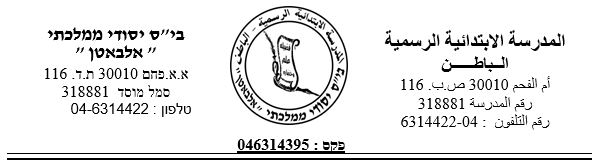 בי"ס יסודי ממלכתי
" אלבאטן "
א.א.פחם 30010 ת.ד. 116
סמל מוסד 318881
טלפון : 04-6314422
المدرسة الابتدائية الرسمية - الباطن
בי"ס יסודי ממלכתי "אלבאטן"
المدرسة الابتدائية الرسمية
الـبـاطــــن
أم الفحم 30010 ص.ب. 116
رقم المدرسة 318881
رقم التلفون : 04-6314422
פקס : 046314395